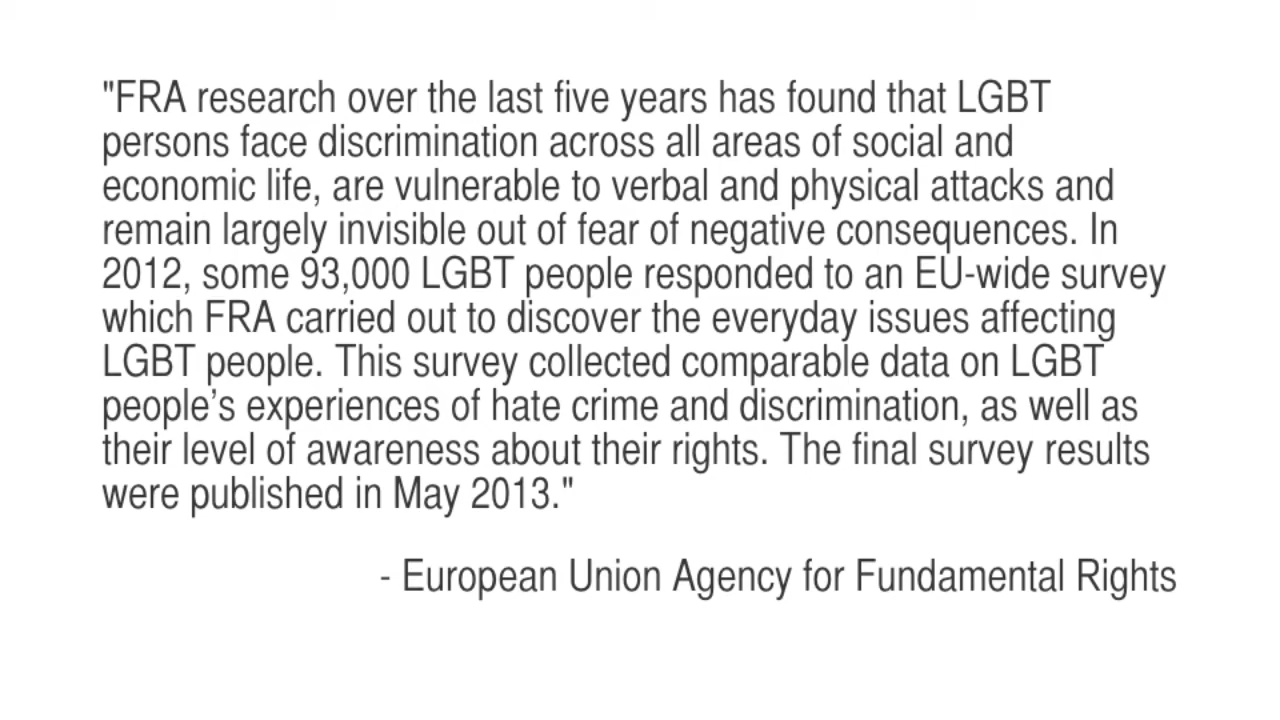 "FRA research over the last five years has found that LGBT
persons face discrimination across all areas of social and
economic life, are vulnerable to verbal and physical attacks and
remain largely invisible out of fear of negative consequences. In
2012, some 93,000 LGBT people responded to an EU-wide survey
which FRA carried out to discover the everyday issues affecting
LGBT people. This survey collected comparable data on LGBT
people’s experiences of hate crime and discrimination, as well as
their level of awareness about their rights. The final survey results
were published in May 2013."
- European Union Agency for Fundamental Rights